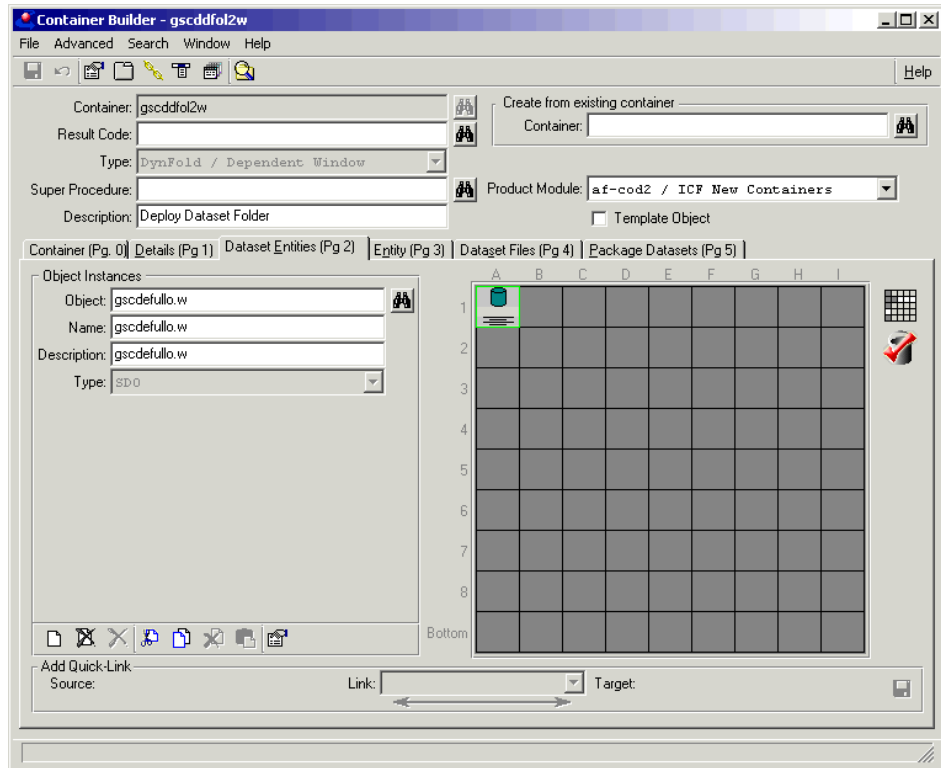 Container Builder - gscddfol2w
File Advanced Search Window Help
Help
Container: gscddfol2w
Create from existing container
Container:
Result Code:
Type: DynFold / Dependent Window
Super Procedure:
Product Module: af-cod2 / ICF New Containers
Description: Deploy Dataset Folder
Template Object
Container (Pg. 0) Details (Pg 1) Dataset Entities (Pg 2) Entity (Pg 3) Dataset Files (Pg 4) Package Datasets (Pg 5)
Object Instances
A B C D E F G H I
Object: gscdefullo.w
1
Name: gscdefullo.w
Description: gscdefullo.w
2
Type: SDO
3
4
5
6
7
8
Bottom
Add Quick-Link
Source: Link: Target: